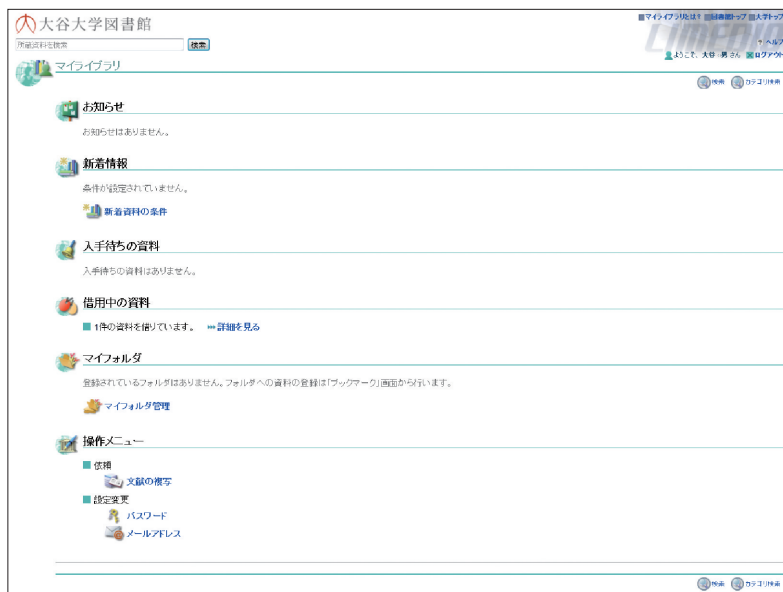 大谷大学図書館
マイライブラリとは? 図書館トップ 大学トップ
LIMEDIO
所蔵資料を検索 検索
? ヘルプ
ようこそ、大谷 男さん ログアウト
マイライブラリ
検索 カテゴリ検索
お知らせ
お知らせはありません。
新着情報
条件が設定されていません。
新着資料の条件
入手待ちの資料
入手待ちの資料はありません。
借用中の資料
1件の資料を借りています。 詳細を見る
マイフォルダ
登録されているフォルダはありません。フォルダへの資料の登録は「ブックマーク」画面から行います。
マイフォルダ管理
操作メニュー
依頼
文献の複写
設定変更
パスワード
メールアドレス
検索 カテゴリ検索